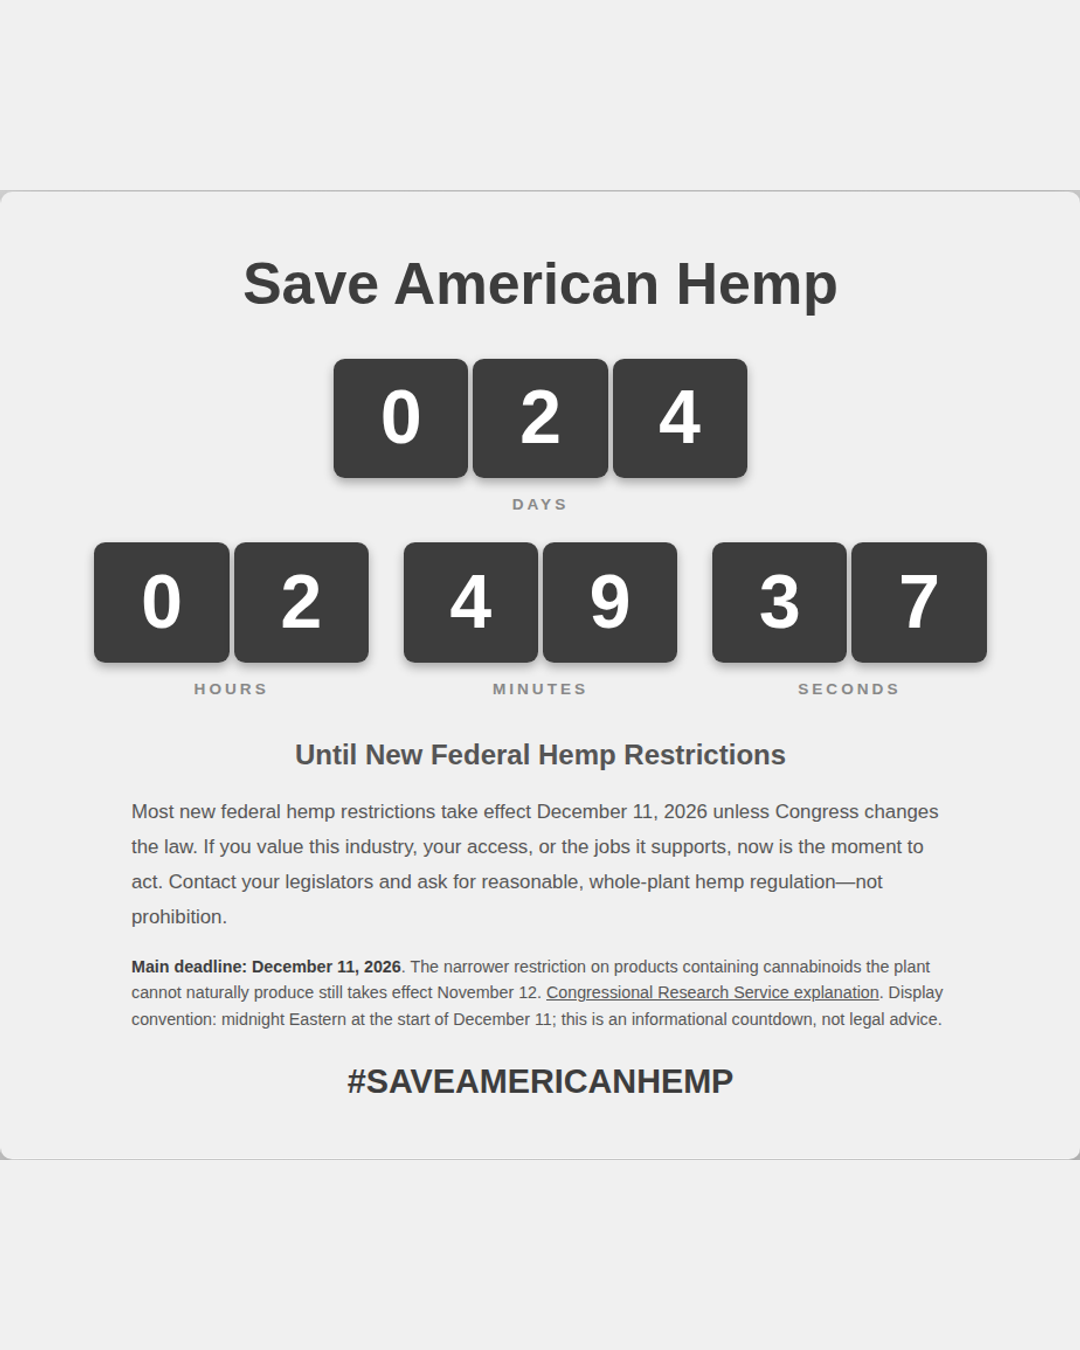 Save American Hemp
0 2 4
DAYS
0 2 4 9 3 7
HOURS MINUTES SECONDS
Until New Federal Hemp Restrictions
Most new federal hemp restrictions take effect December 11, 2026 unless Congress changes
the law. If you value this industry, your access, or the jobs it supports, now is the moment to
act. Contact your legislators and ask for reasonable, whole-plant hemp regulation—not
prohibition.
Main deadline: December 11, 2026. The narrower restriction on products containing cannabinoids the plant
cannot naturally produce still takes effect November 12. Congressional Research Service explanation. Display
convention: midnight Eastern at the start of December 11; this is an informational countdown, not legal advice.
#SAVEAMERICANHEMP